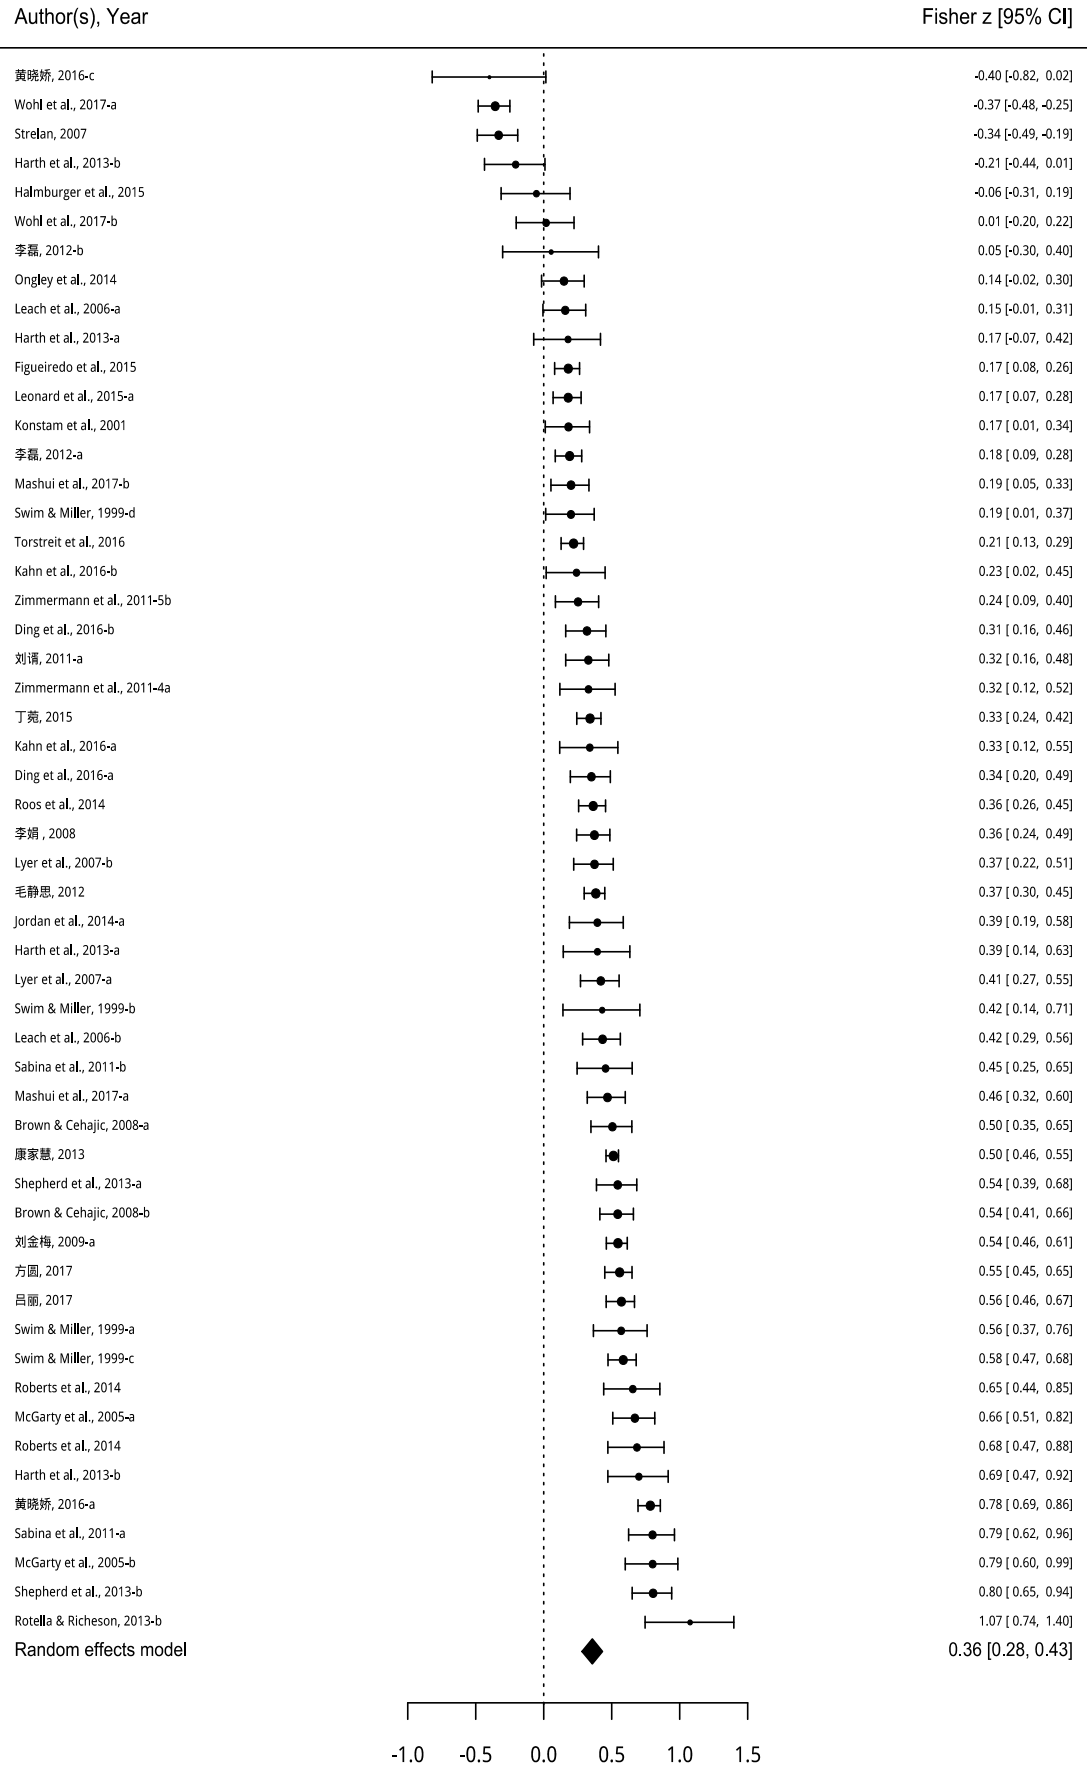 Author(s), Year Fisher z [95% CI]
黄晓娇, 2016-c -0.40 [-0.82, 0.02]
Wohl et al., 2017-a -0.37 [-0.48, -0.25]
Strelan, 2007 -0.34 [-0.49, -0.19]
Harth et al., 2013-b -0.21 [-0.44, 0.01]
Halmburger et al., 2015 -0.06 [-0.31, 0.19]
Wohl et al., 2017-b 0.01 [-0.20, 0.22]
李磊, 2012-b 0.05 [-0.30, 0.40]
Ongley et al., 2014 0.14 [-0.02, 0.30]
Leach et al., 2006-a 0.15 [-0.01, 0.31]
Harth et al., 2013-a 0.17 [-0.07, 0.42]
Figueiredo et al., 2015 0.17 [ 0.08, 0.26]
Leonard et al., 2015-a 0.17 [ 0.07, 0.28]
Konstam et al., 2001 0.17 [ 0.01, 0.34]
李磊, 2012-a 0.18 [ 0.09, 0.28]
Mashui et al., 2017-b 0.19 [ 0.05, 0.33]
Swim & Miller, 1999-d 0.19 [ 0.01, 0.37]
Torstreit et al., 2016 0.21 [ 0.13, 0.29]
Kahn et al., 2016-b 0.23 [ 0.02, 0.45]
Zimmermann et al., 2011-5b 0.24 [ 0.09, 0.40]
Ding et al., 2016-b 0.31 [ 0.16, 0.46]
刘谞, 2011-a 0.32 [ 0.16, 0.48]
Zimmermann et al., 2011-4a 0.32 [ 0.12, 0.52]
丁菀, 2015 0.33 [ 0.24, 0.42]
Kahn et al., 2016-a 0.33 [ 0.12, 0.55]
Ding et al., 2016-a 0.34 [ 0.20, 0.49]
Roos et al., 2014 0.36 [ 0.26, 0.45]
李娟 , 2008 0.36 [ 0.24, 0.49]
Lyer et al., 2007-b 0.37 [ 0.22, 0.51]
毛静思, 2012 0.37 [ 0.30, 0.45]
Jordan et al., 2014-a 0.39 [ 0.19, 0.58]
Harth et al., 2013-a 0.39 [ 0.14, 0.63]
Lyer et al., 2007-a 0.41 [ 0.27, 0.55]
Swim & Miller, 1999-b 0.42 [ 0.14, 0.71]
Leach et al., 2006-b 0.42 [ 0.29, 0.56]
Sabina et al., 2011-b 0.45 [ 0.25, 0.65]
Mashui et al., 2017-a 0.46 [ 0.32, 0.60]
Brown & Cehajic, 2008-a 0.50 [ 0.35, 0.65]
康家慧, 2013 0.50 [ 0.46, 0.55]
Shepherd et al., 2013-a 0.54 [ 0.39, 0.68]
Brown & Cehajic, 2008-b 0.54 [ 0.41, 0.66]
刘金梅, 2009-a 0.54 [ 0.46, 0.61]
方圆, 2017 0.55 [ 0.45, 0.65]
吕丽, 2017 0.56 [ 0.46, 0.67]
Swim & Miller, 1999-a 0.56 [ 0.37, 0.76]
Swim & Miller, 1999-c 0.58 [ 0.47, 0.68]
Roberts et al., 2014 0.65 [ 0.44, 0.85]
McGarty et al., 2005-a 0.66 [ 0.51, 0.82]
Roberts et al., 2014 0.68 [ 0.47, 0.88]
Harth et al., 2013-b 0.69 [ 0.47, 0.92]
黄晓娇, 2016-a 0.78 [ 0.69, 0.86]
Sabina et al., 2011-a 0.79 [ 0.62, 0.96]
McGarty et al., 2005-b 0.79 [ 0.60, 0.99]
Shepherd et al., 2013-b 0.80 [ 0.65, 0.94]
Rotella & Richeson, 2013-b 1.07 [ 0.74, 1.40]
Random effects model 0.36 [0.28, 0.43]
-1.0 -0.5 0.0 0.5 1.0 1.5